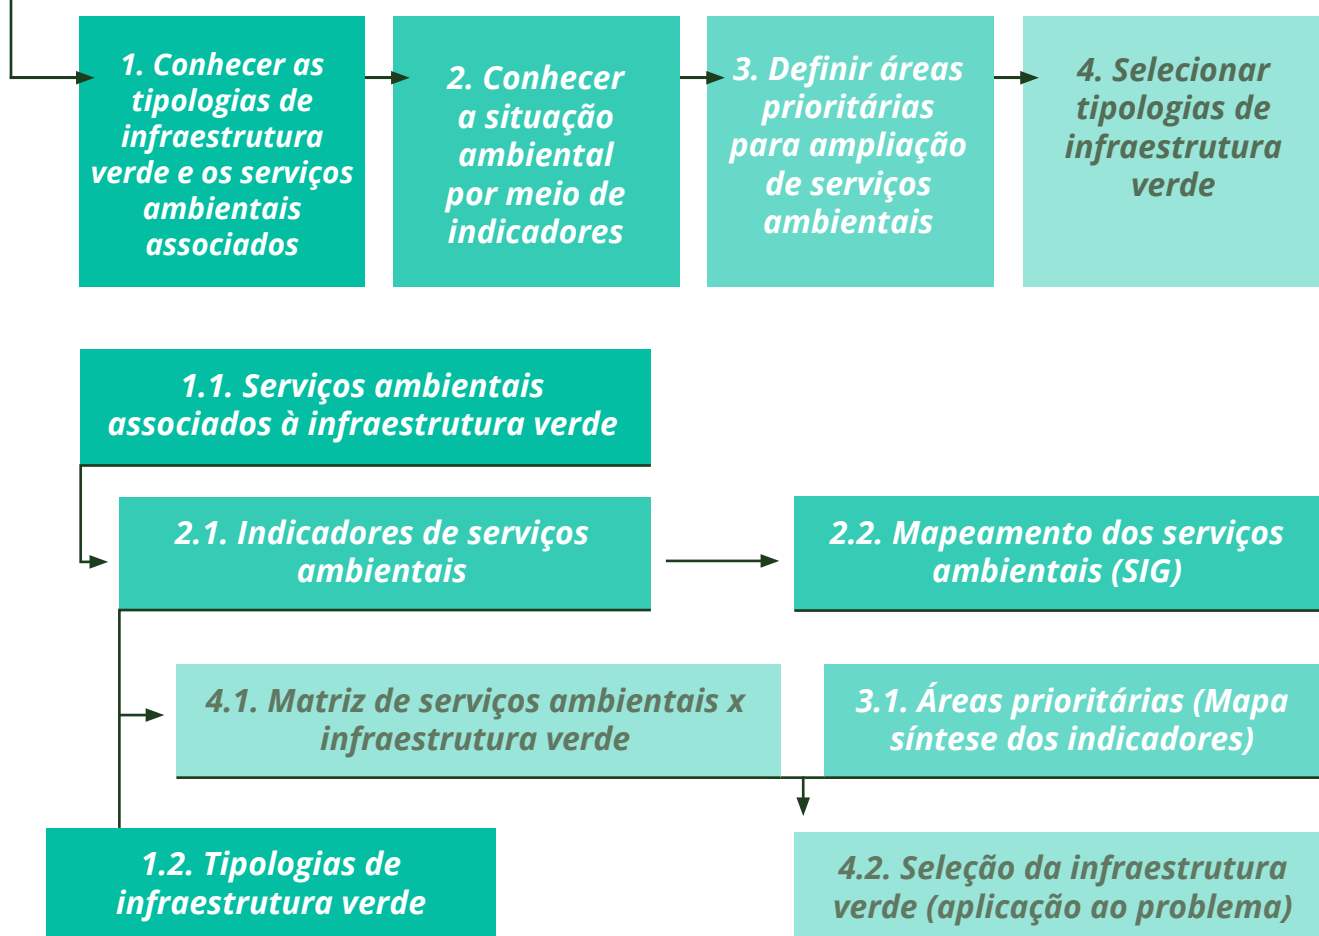 1. Conhecer as
tipologias de
infraestrutura
verde e os serviços
ambientais
associados
2. Conhecer
a situação
ambiental
por meio de
indicadores
3. Definir áreas
prioritárias
para ampliação
de serviços
ambientais
4. Selecionar
tipologias de
infraestrutura
verde
1.1. Serviços ambientais
associados à infraestrutura verde
2.1. Indicadores de serviços
ambientais
2.2. Mapeamento dos serviços
ambientais (SIG)
4.1. Matriz de serviços ambientais x
infraestrutura verde
3.1. Áreas prioritárias (Mapa
síntese dos indicadores)
1.2. Tipologias de
infraestrutura verde
4.2. Seleção da infraestrutura
verde (aplicação ao problema)